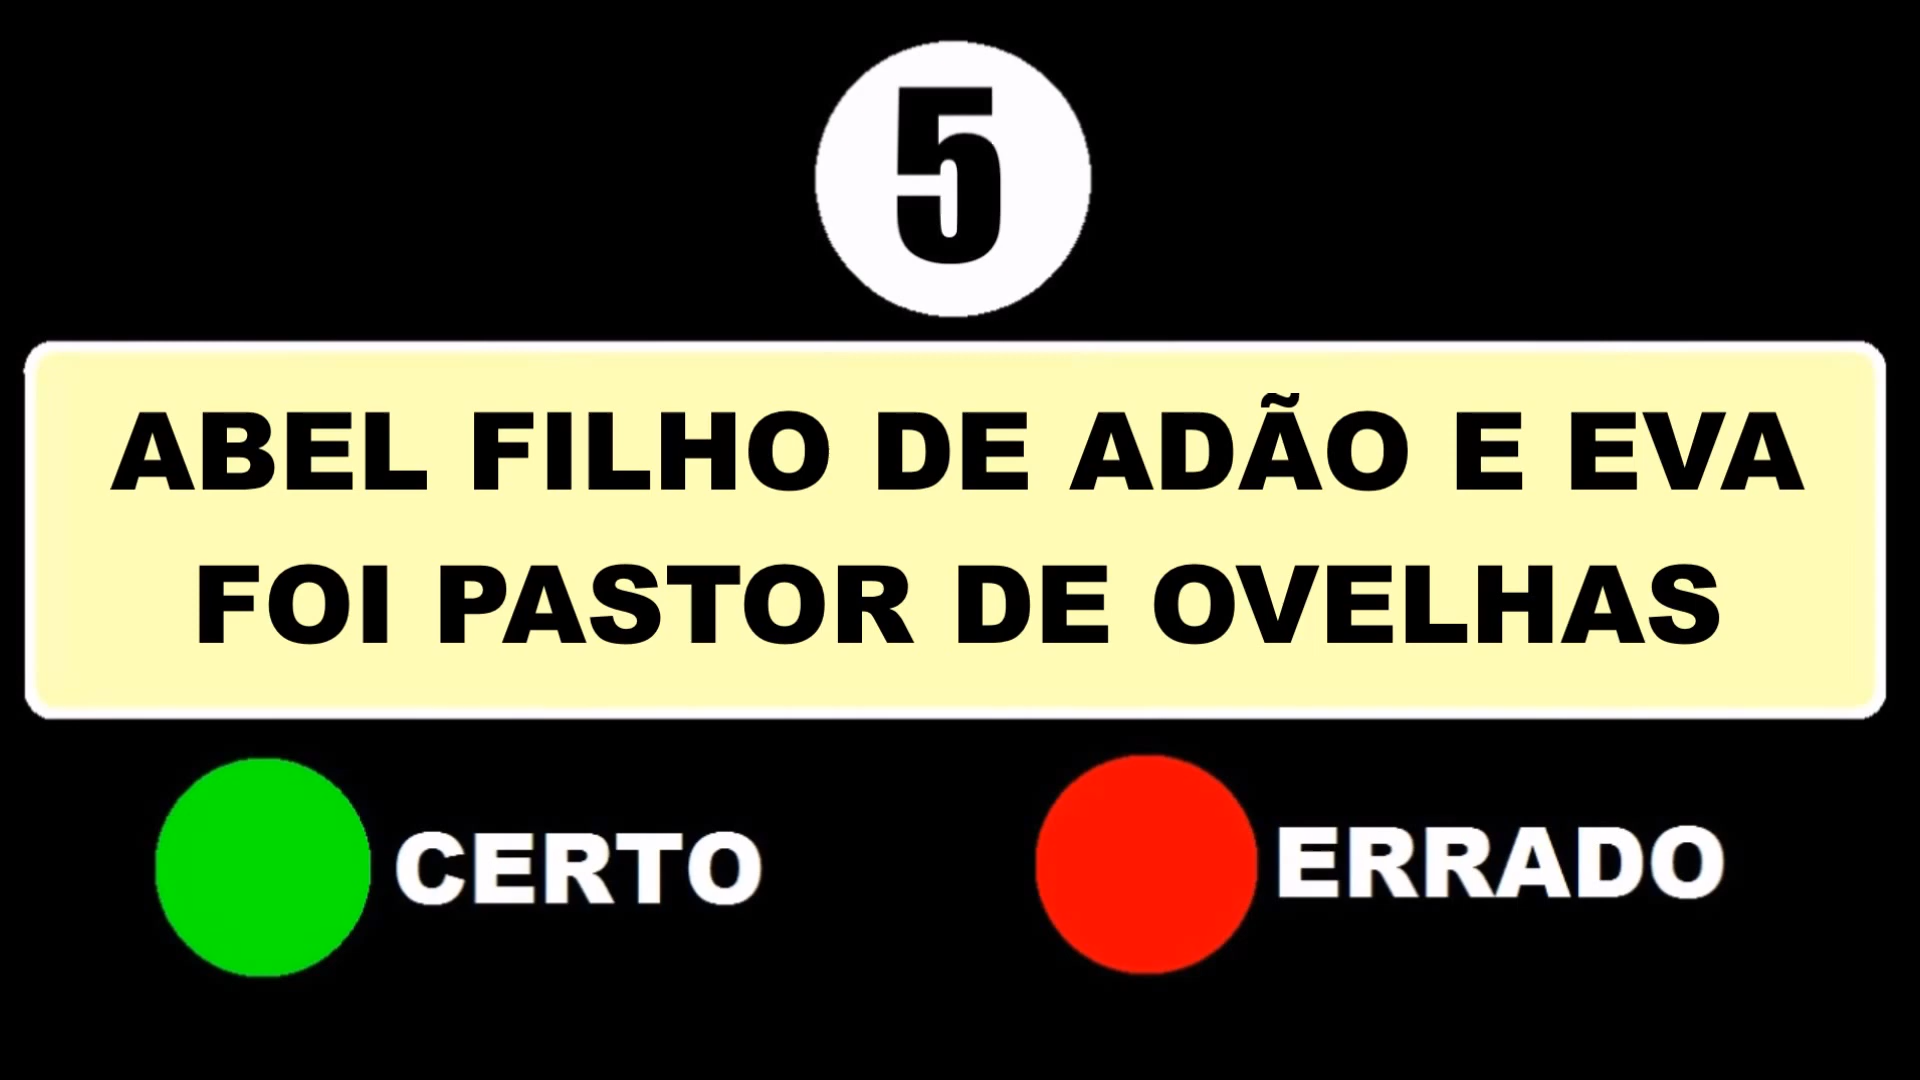 5
ABEL FILHO DE ADÃO E EVA
FOI PASTOR DE OVELHAS
CERTO
ERRADO